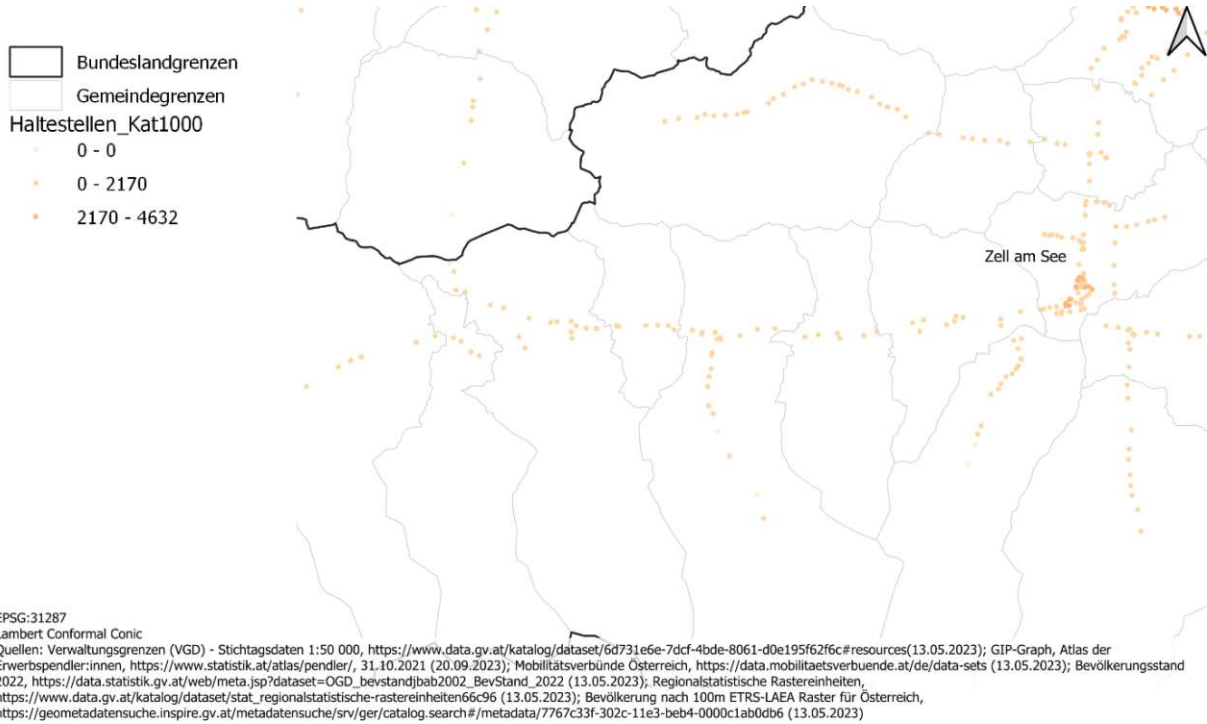 Bundeslandgrenzen
Gemeindegrenzen
Haltestellen_Kat1000
0 - 0
0 - 2170
2170 - 4632
Zell am See
EPSG:31287
Lambert Conformal Conic
Quellen: Verwaltungsgrenzen (VGD) - Stichtagsdaten 1:50 000, https://www.data.gv.at/katalog/dataset/6d731e6e-7dcf-4bde-8061-d0e195f62f6c#resources(13.05.2023); GIP-Graph, Atlas der
Erwerbspendler:innen, https://www.statistik.at/atlas/pendler/, 31.10.2021 (20.09.2023); Mobilitätsverbünde Österreich, https://data.mobilitaetsverbuende.at/de/data-sets (13.05.2023); Bevölkerungsstand
2022, https://data.statistik.gv.at/web/meta.jsp?dataset=OGD_bevstandjbab2002_BevStand_2022 (13.05.2023); Regionalstatistische Rastereinheiten,
https://www.data.gv.at/katalog/dataset/stat_regionalstatistische-rastereinheiten66c96 (13.05.2023); Bevölkerung nach 100m ETRS-LAEA Raster für Österreich,
https://geometadatensuche.inspire.gv.at/metadatensuche/srv/ger/catalog.search#/metadata/7767c33f-302c-11e3-beb4-0000c1ab0db6 (13.05.2023)